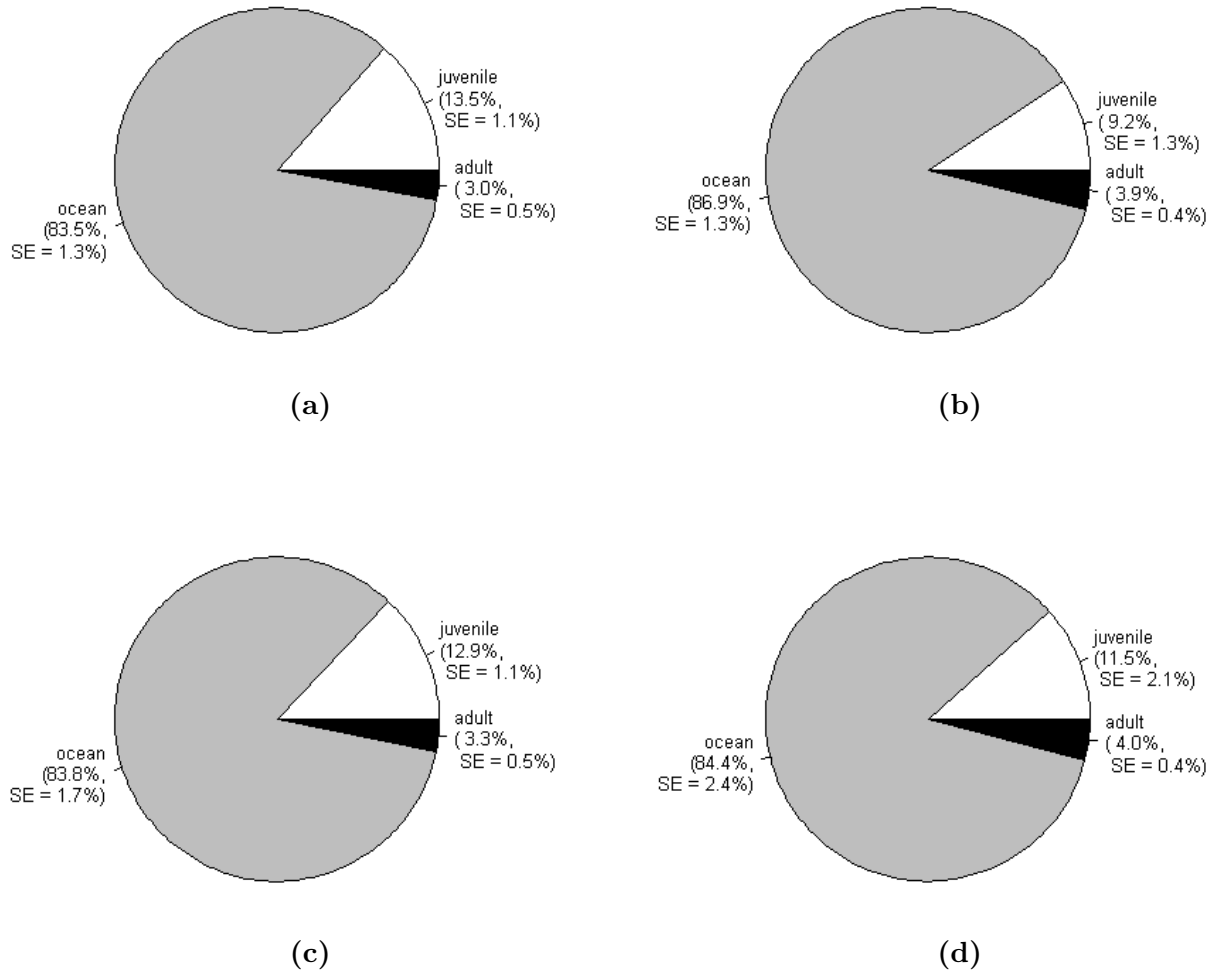 juvenile
(13.5%,
SE = 1.1%)
adult
( 3.0%,
SE = 0.5%)
ocean
(83.5%,
SE = 1.3%)
(a)
juvenile
( 9.2%,
SE = 1.3%)
adult
( 3.9%,
SE = 0.4%)
ocean
(86.9%,
SE = 1.3%)
(b)
juvenile
(12.9%,
SE = 1.1%)
adult
( 3.3%,
SE = 0.5%)
ocean
(83.8%,
SE = 1.7%)
(c)
juvenile
(11.5%,
SE = 2.1%)
adult
( 4.0%,
SE = 0.4%)
ocean
(84.4%,
SE = 2.4%)
(d)